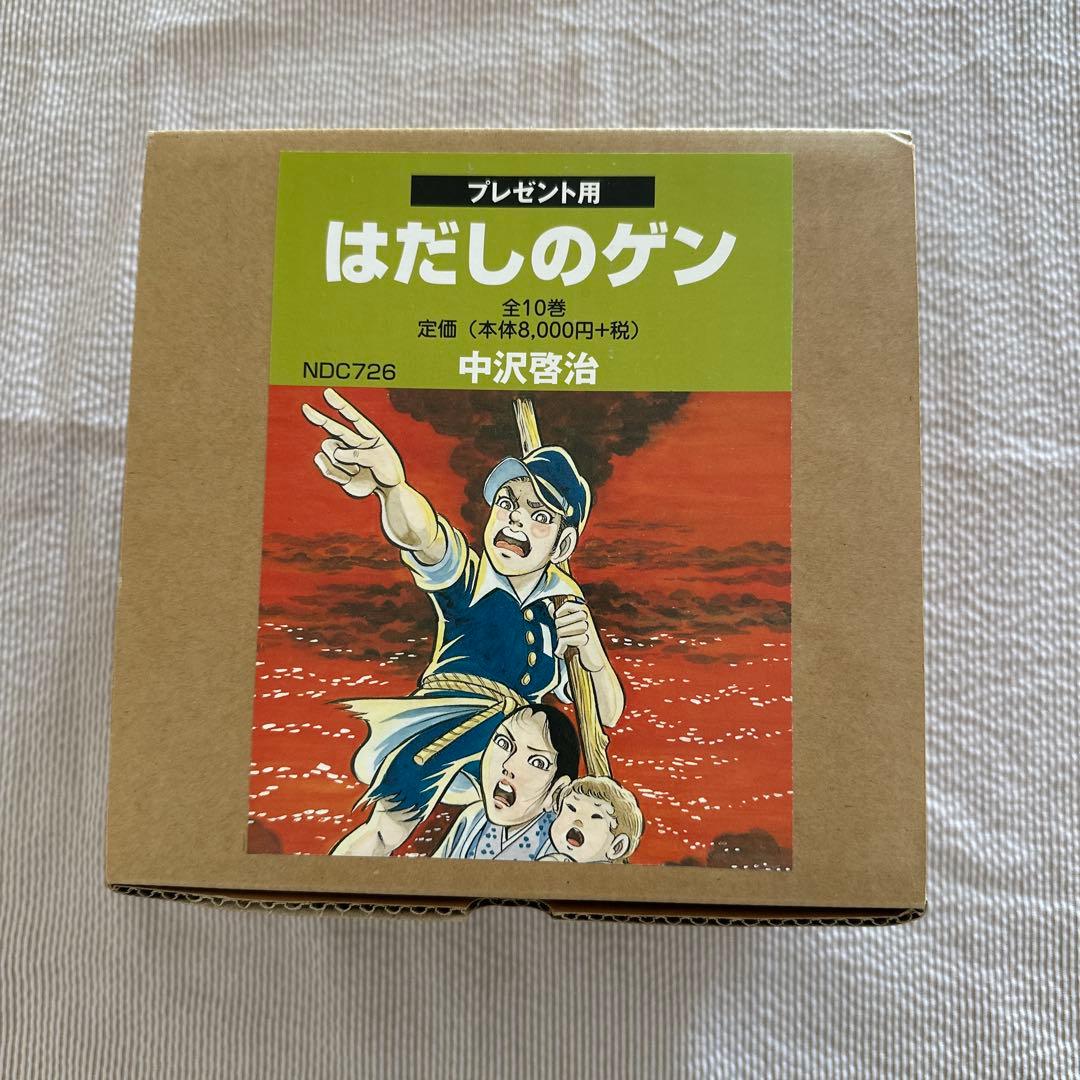 プレゼント用
はだしのゲン
全10巻
定価（本体8,000円+税）
NDC726 中沢啓治